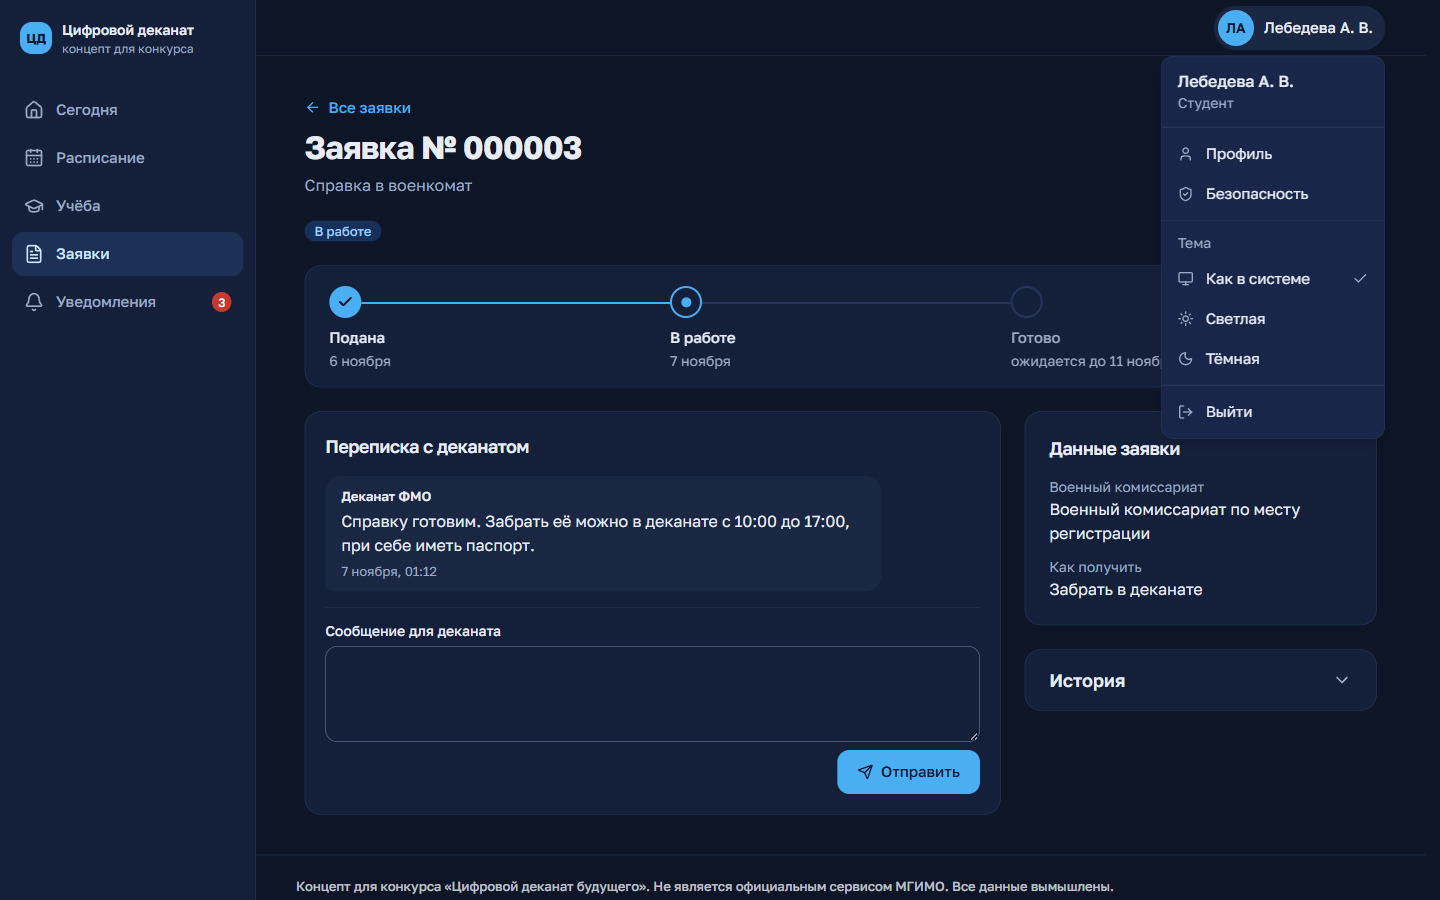 ЦД
Цифровой деканат
концепт для конкурса
Сегодня
Расписание
Учёба
Заявки
Уведомления
3
ЛА
Лебедева А. В.
Лебедева А. В.
Студент
Профиль
Безопасность
Тема
Как в системе
Светлая
Тёмная
Выйти
Все заявки
Заявка № 000003
Справка в военкомат
В работе
Подана
6 ноября
В работе
7 ноября
Готово
ожидается до 11 нояб
Переписка с деканатом
Деканат ФМО
Справку готовим. Забрать её можно в деканате с 10:00 до 17:00,
при себе иметь паспорт.
7 ноября, 01:12
Сообщение для деканата
Отправить
Данные заявки
Военный комиссариат
Военный комиссариат по месту
регистрации
Как получить
Забрать в деканате
История
Концепт для конкурса «Цифровой деканат будущего». Не является официальным сервисом МГИМО. Все данные вымышлены.